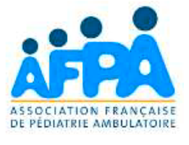 AFPA
ASSOCIATION FRANÇAISE
DE PÉDIATRIE AMBULATOIRE